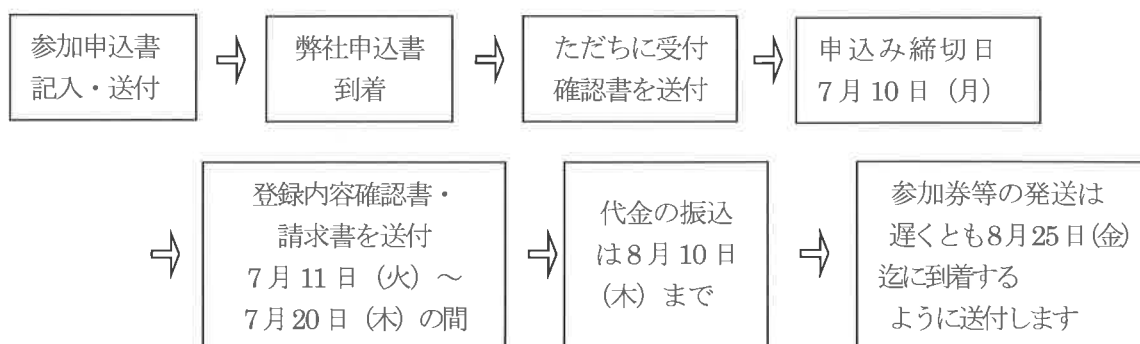 参加申込書
記入・送付
弊社申込書
到着
ただちに受付
確認書を送付
申込み締切日
7月10日（月）
登録内容確認書・
請求書を送付
7月11日（火）～
7月20日（木）の間
代金の振込
は8月10日
（木）まで
参加券等の発送は
遅くとも8月25日(金)
迄に到着する
ように送付します